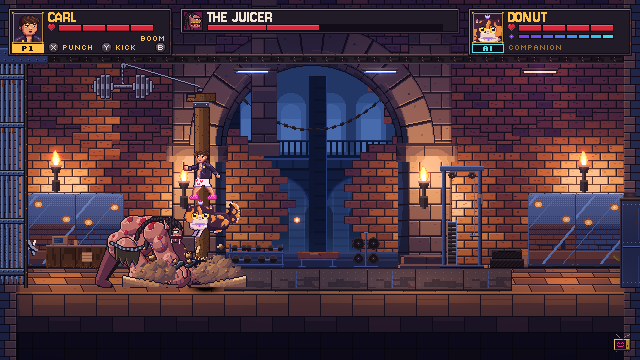 CARL
P1
BOOM
X PUNCH Y KICK B
THE JUICER
DONUT
AI
COMPANION